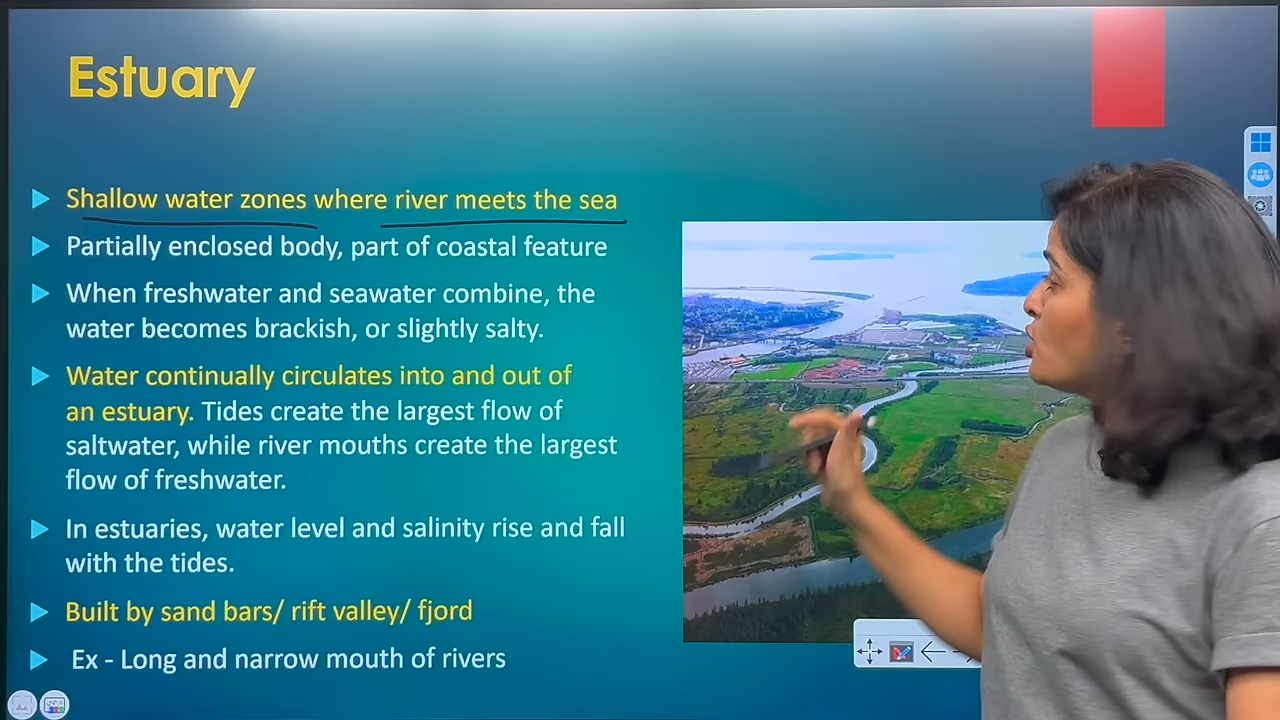 Estuary
Shallow water zones where river meets the sea
Partially enclosed body, part of coastal feature
When freshwater and seawater combine, the
water becomes brackish, or slightly salty.
Water continually circulates into and out of
an estuary. Tides create the largest flow of
saltwater, while river mouths create the largest
flow of freshwater.
In estuaries, water level and salinity rise and fall
with the tides.
Built by sand bars/ rift valley/ fjord
Ex - Long and narrow mouth of rivers